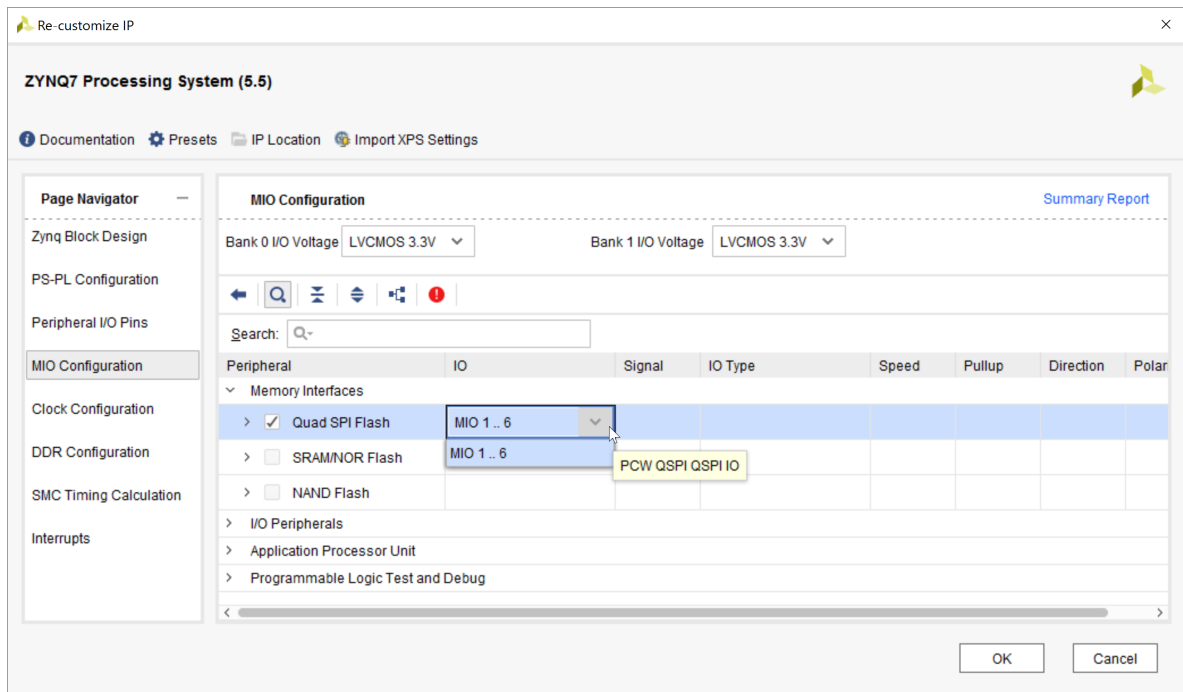 Re-customize IP
ZYNQ7 Processing System (5.5)
Documentation Presets IP Location Import XPS Settings
Page Navigator
Zynq Block Design
PS-PL Configuration
Peripheral I/O Pins
MIO Configuration
Clock Configuration
DDR Configuration
SMC Timing Calculation
Interrupts
MIO Configuration
Summary Report
Bank 0 I/O Voltage LVCMOS 3.3V Bank 1 I/O Voltage LVCMOS 3.3V
Search:
Peripheral IO Signal IO Type Speed Pullup Direction Polar
Memory Interfaces
Quad SPI Flash MIO 1 .. 6
MIO 1 .. 6
SRAM/NOR Flash
PCW QSPI QSPI IO
NAND Flash
I/O Peripherals
Application Processor Unit
Programmable Logic Test and Debug
OK Cancel